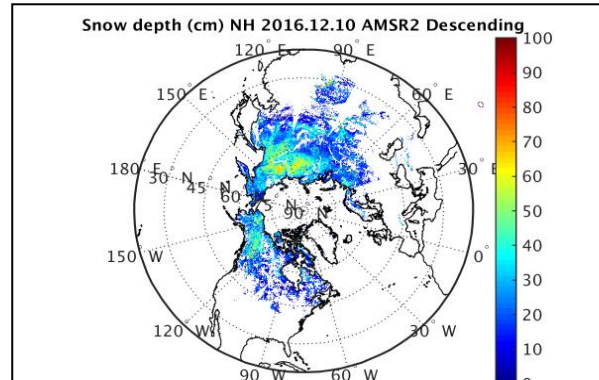 Snow depth (cm) NH 2016.12.10 AMSR2 Descending
120° E
90° E
150° E
60° E
180° E
30° N
45° N
60
30° E
N
90° N
150° W
0°
120° W
30° W
90° W
60° W
100
90
80
70
60
50
40
30
20
10
0